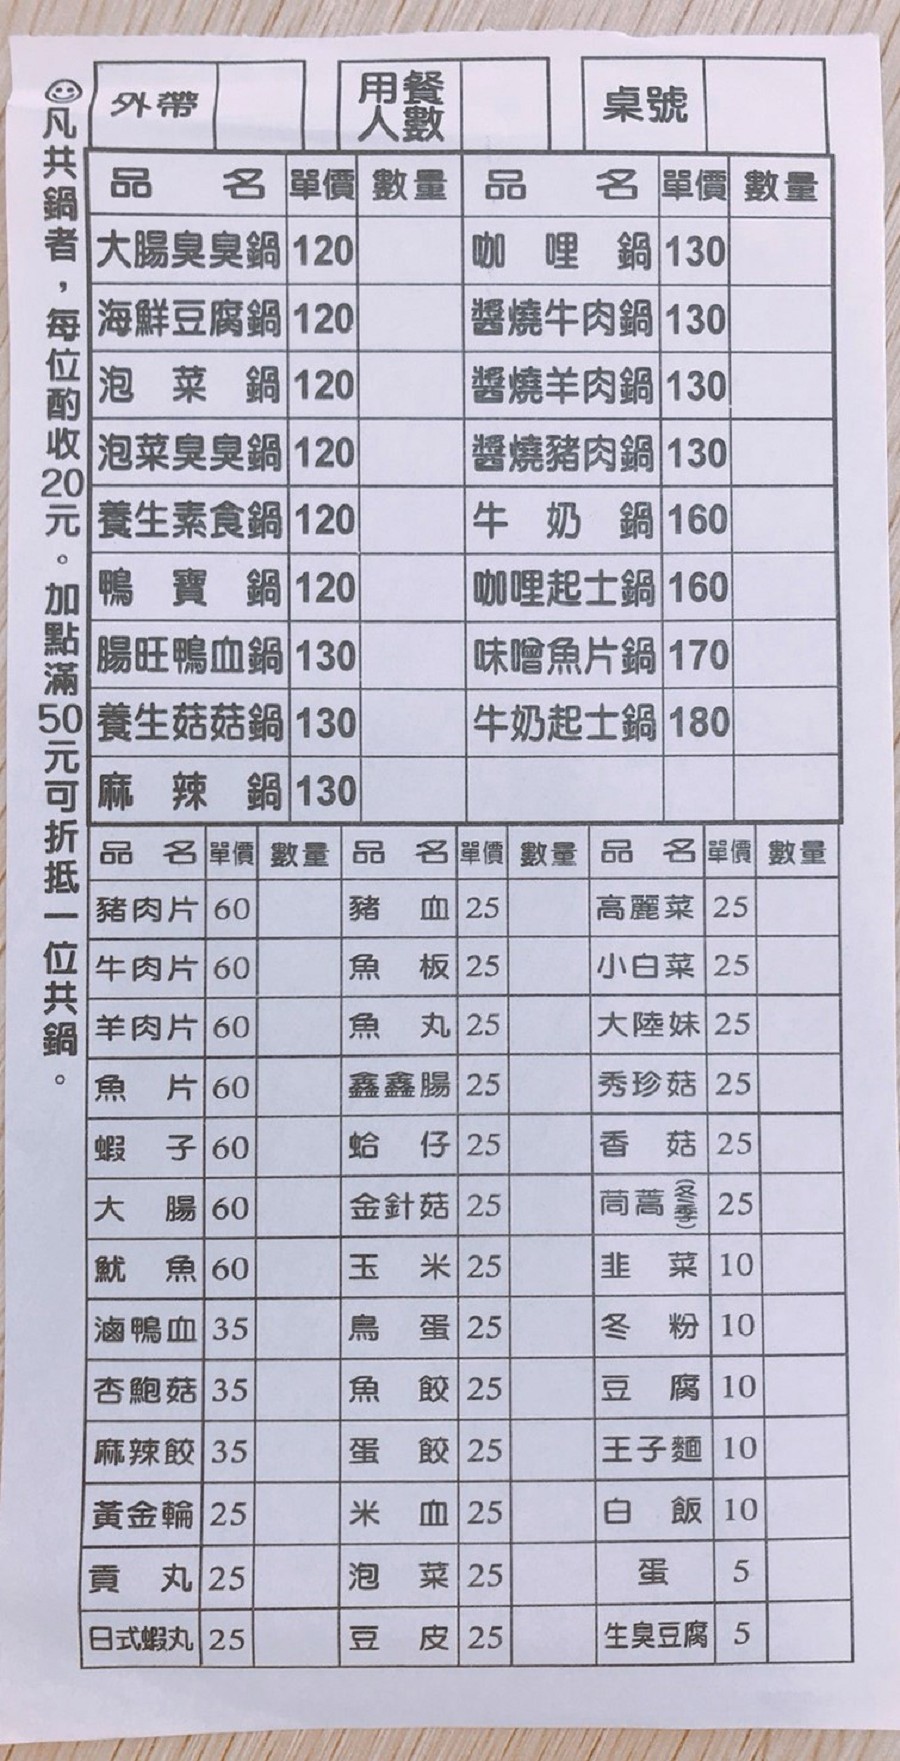 外帶 用餐人數 桌號
☺凡共鍋者，每位酌收20元。加點滿50元可折抵一位共鍋。
品名 單價 數量 品名 單價 數量
大腸臭臭鍋 120 咖哩鍋 130
海鮮豆腐鍋 120 醬燒牛肉鍋 130
泡菜鍋 120 醬燒羊肉鍋 130
泡菜臭臭鍋 120 醬燒豬肉鍋 130
養生素食鍋 120 牛奶鍋 160
鴨寶鍋 120 咖哩起士鍋 160
腸旺鴨血鍋 130 味噌魚片鍋 170
養生菇菇鍋 130 牛奶起士鍋 180
麻辣鍋 130
品名 單價 數量 品名 單價 數量 品名 單價 數量
豬肉片 60 豬血 25 高麗菜 25
牛肉片 60 魚板 25 小白菜 25
羊肉片 60 魚丸 25 大陸妹 25
魚片 60 鑫鑫腸 25 秀珍菇 25
蝦子 60 蛤仔 25 香菇 25
大腸 60 金針菇 25 茼蒿(冬季) 25
魷魚 60 玉米 25 韭菜 10
滷鴨血 35 鳥蛋 25 冬粉 10
杏鮑菇 35 魚餃 25 豆腐 10
麻辣餃 35 蛋餃 25 王子麵 10
黃金輪 25 米血 25 白飯 10
貢丸 25 泡菜 25 蛋 5
日式蝦丸 25 豆皮 25 生臭豆腐 5